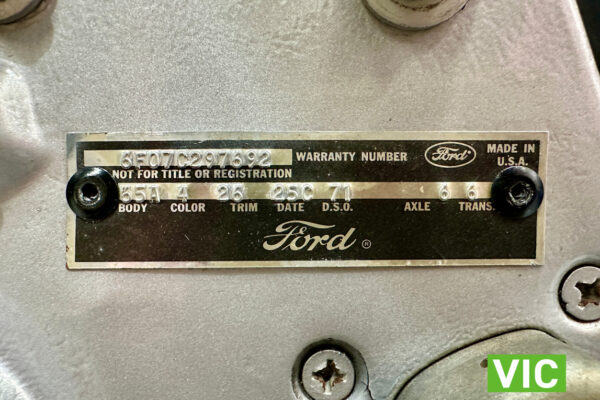 6F07C297692 WARRANTY NUMBER Ford MADE IN U.S.A.
NOT FOR TITLE OR REGISTRATION
65A 4 26 25C 71 6 6
BODY COLOR TRIM DATE D.S.O. AXLE TRANS.
Ford ®
VIC